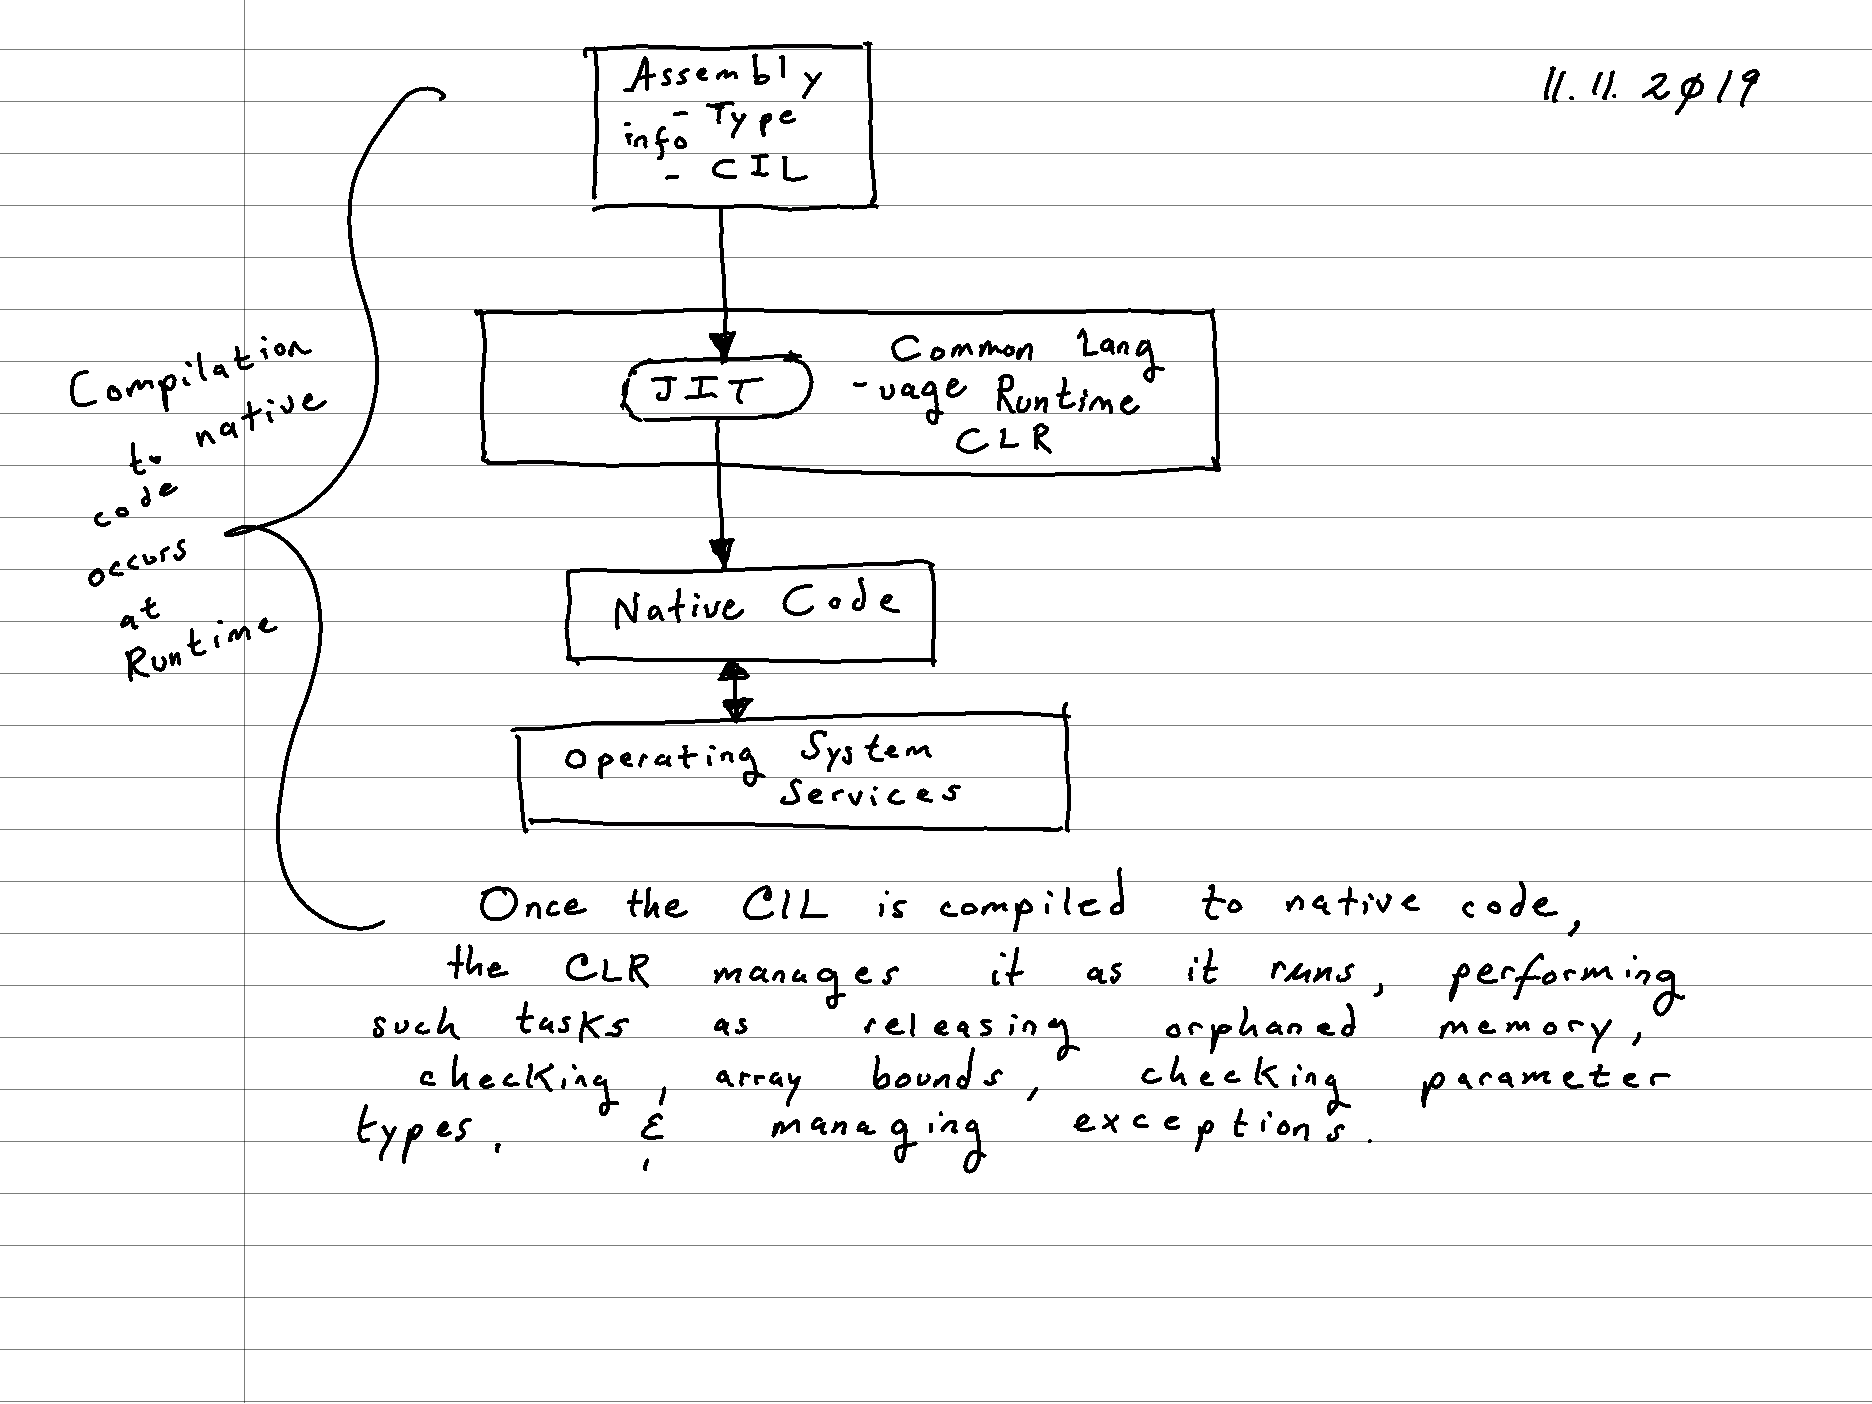 11.11.2019
Assembly
- Type
info
- CIL
JIT
Common Lang
-uage Runtime
CLR
Compilation
to native
code
occurs
at
Runtime
Native Code
Operating System
Services
Once the CIL is compiled to native code,
the CLR manages it as it runs, performing
such tasks as releasing orphaned memory,
checking, array bounds, checking parameter
types, & managing exceptions.